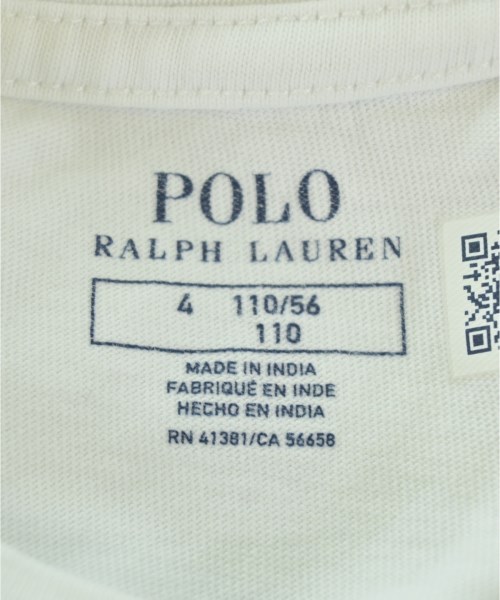 POLO
RALPH LAUREN
4 110/56
110
MADE IN INDIA
FABRIQUÉ EN INDE
HECHO EN INDIA
RN 41381/CA 56658